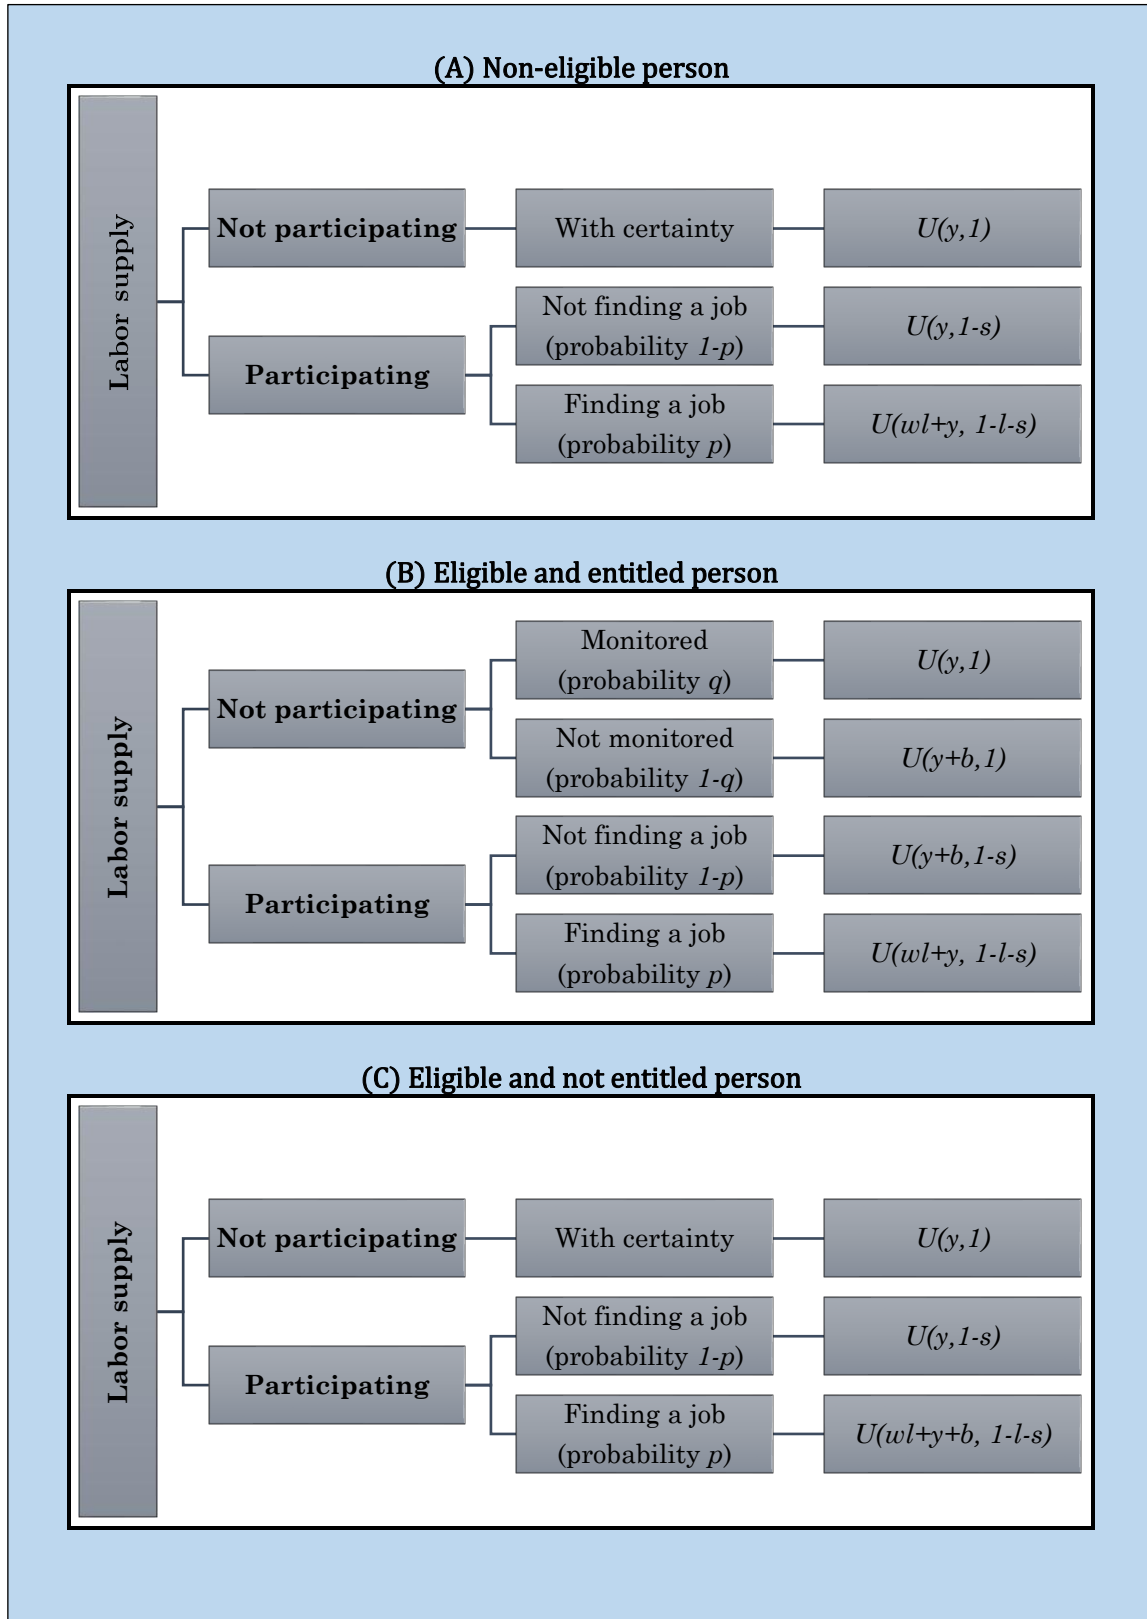 (A) Non-eligible person
Labor supply
Not participating
With certainty
U(y,1)
Participating
Not finding a job
(probability 1-p)
U(y,1-s)
Finding a job
(probability p)
U(wl+y, 1-l-s)
(B) Eligible and entitled person
Labor supply
Not participating
Monitored
(probability q)
U(y,1)
Not monitored
(probability 1-q)
U(y+b,1)
Participating
Not finding a job
(probability 1-p)
U(y+b,1-s)
Finding a job
(probability p)
U(wl+y, 1-l-s)
(C) Eligible and not entitled person
Labor supply
Not participating
With certainty
U(y,1)
Participating
Not finding a job
(probability 1-p)
U(y,1-s)
Finding a job
(probability p)
U(wl+y+b, 1-l-s)